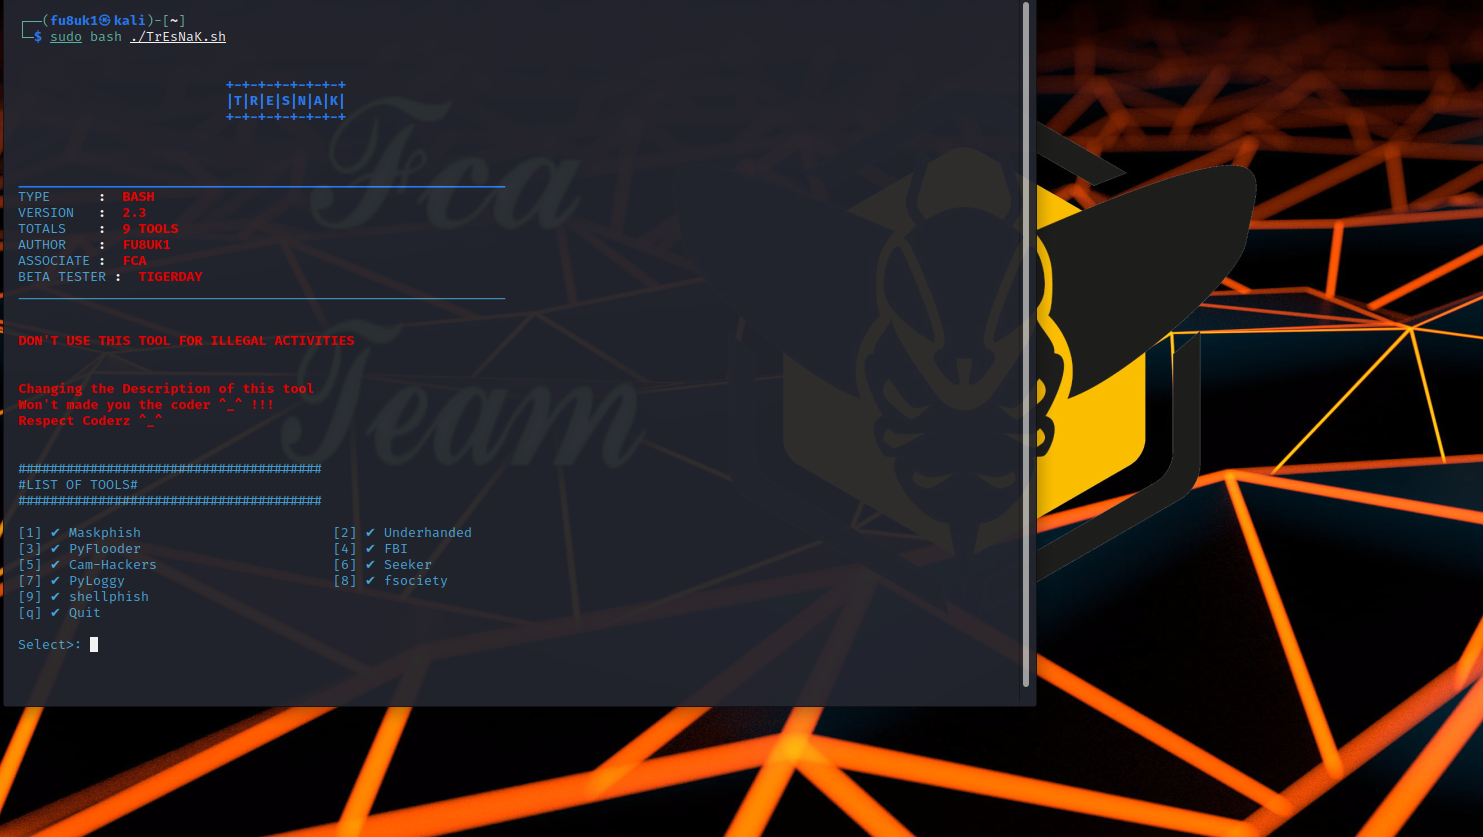 (fu8uk1㉿kali)-[~]
$ sudo bash ./TrEsNaK.sh
+-+-+-+-+-+-+-+
|T|R|E|S|N|A|K|
+-+-+-+-+-+-+-+
TYPE : BASH
VERSION : 2.3
TOTALS : 9 TOOLS
AUTHOR : FU8UK1
ASSOCIATE : FCA
BETA TESTER : TIGERDAY
DON'T USE THIS TOOL FOR ILLEGAL ACTIVITIES
Changing the Description of this tool
Won't made you the coder ^_^ !!!
Respect Coderz ^_^
######################################
#LIST OF TOOLS#
######################################
[1] ✔ Maskphish [2] ✔ Underhanded
[3] ✔ PyFlooder [4] ✔ FBI
[5] ✔ Cam-Hackers [6] ✔ Seeker
[7] ✔ PyLoggy [8] ✔ fsociety
[9] ✔ shellphish
[q] ✔ Quit
Select>:
Fca
Team